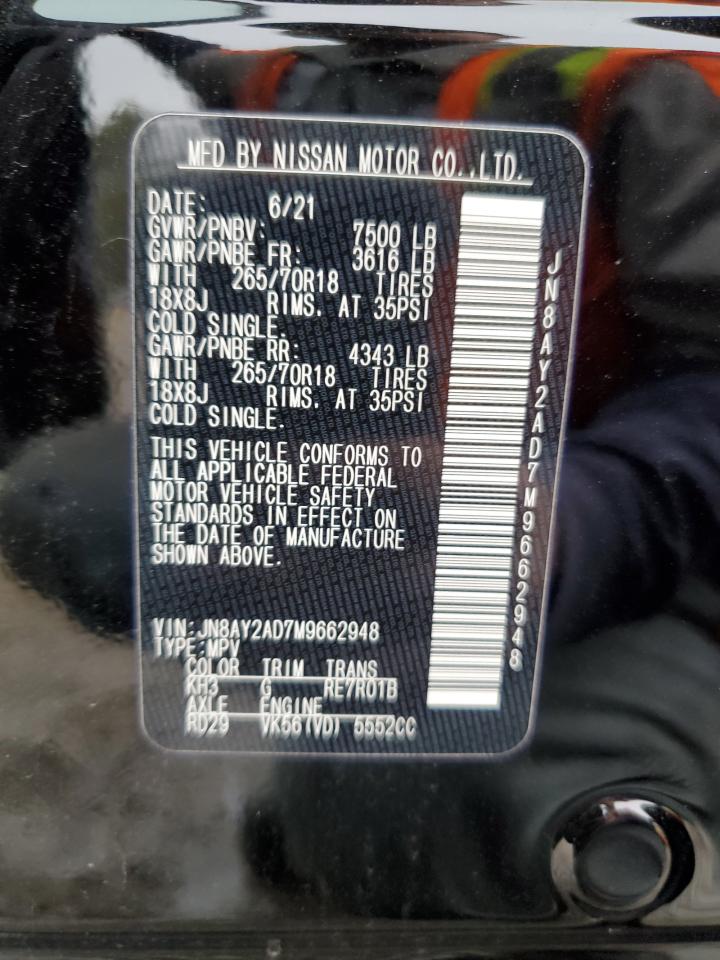 MFD BY NISSAN MOTOR CO.,LTD.
DATE: 6/21
GVWR/PNBV: 7500 LB
GAWR/PNBE FR: 3616 LB
WITH 265/70R18 TIRES
18X8J RIMS. AT 35PSI
COLD SINGLE.
GAWR/PNBE RR: 4343 LB
WITH 265/70R18 TIRES
18X8J RIMS. AT 35PSI
COLD SINGLE.
THIS VEHICLE CONFORMS TO
ALL APPLICABLE FEDERAL
MOTOR VEHICLE SAFETY
STANDARDS IN EFFECT ON
THE DATE OF MANUFACTURE
SHOWN ABOVE.
VIN:JN8AY2AD7M9662948
TYPE:MPV
COLOR TRIM TRANS
KH3 G RE7R01B
AXLE ENGINE
RD29 VK56(VD) 5552CC
JN8AY2AD7M9662948